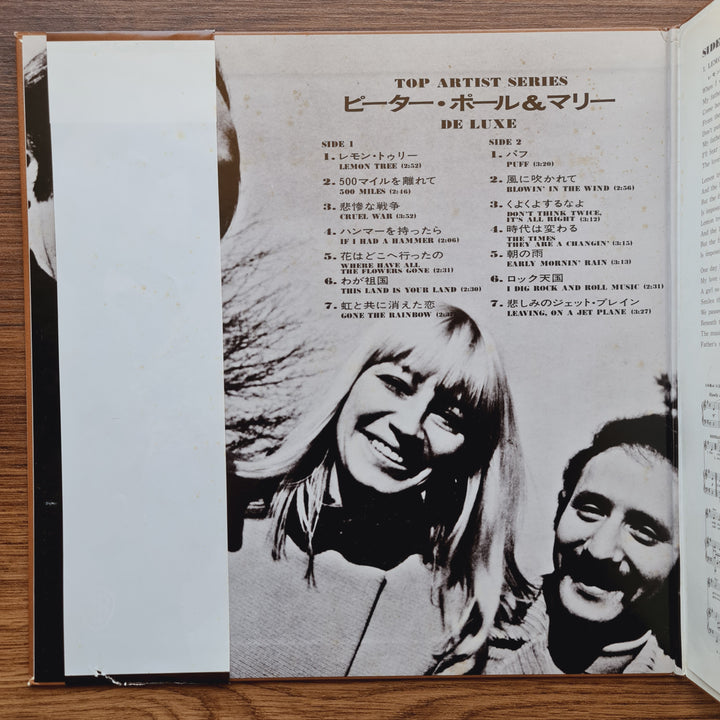 TOP ARTIST SERIES
ピーター・ポール&マリー
DE LUXE
SIDE 1
1. レモン・トゥリー
LEMON TREE (2:52)
2. 500マイルを離れて
500 MILES (2:16)
3. 悲惨な戦争
CRUEL WAR (3:52)
4. ハンマーを持ったら
IF I HAD A HAMMER (2:06)
5. 花はどこへ行ったの
WHERE HAVE ALL
THE FLOWERS GONE (2:31)
6. わが祖国
THIS LAND IS YOUR LAND (2:30)
7. 虹と共に消えた恋
GONE THE RAINBOW
SIDE 2
1. パフ
PUFF (3:20)
2. 風に吹かれて
BLOWIN' IN THE WIND (2:56)
3. くよくよするなよ
DON'T THINK TWICE,
IT'S ALL RIGHT (3:12)
4. 時代は変わる
THE TIMES
THEY ARE A CHANGIN' (3:15)
5. 朝の雨
EARLY MORNIN' RAIN (3:13)
6. ロック天国
I DIG ROCK AND ROLL MUSIC (2:31)
7. 悲しみのジェット・プレイン
LEAVING, ON A JET PLANE (3:27)
SIDE
1. LEMO
When